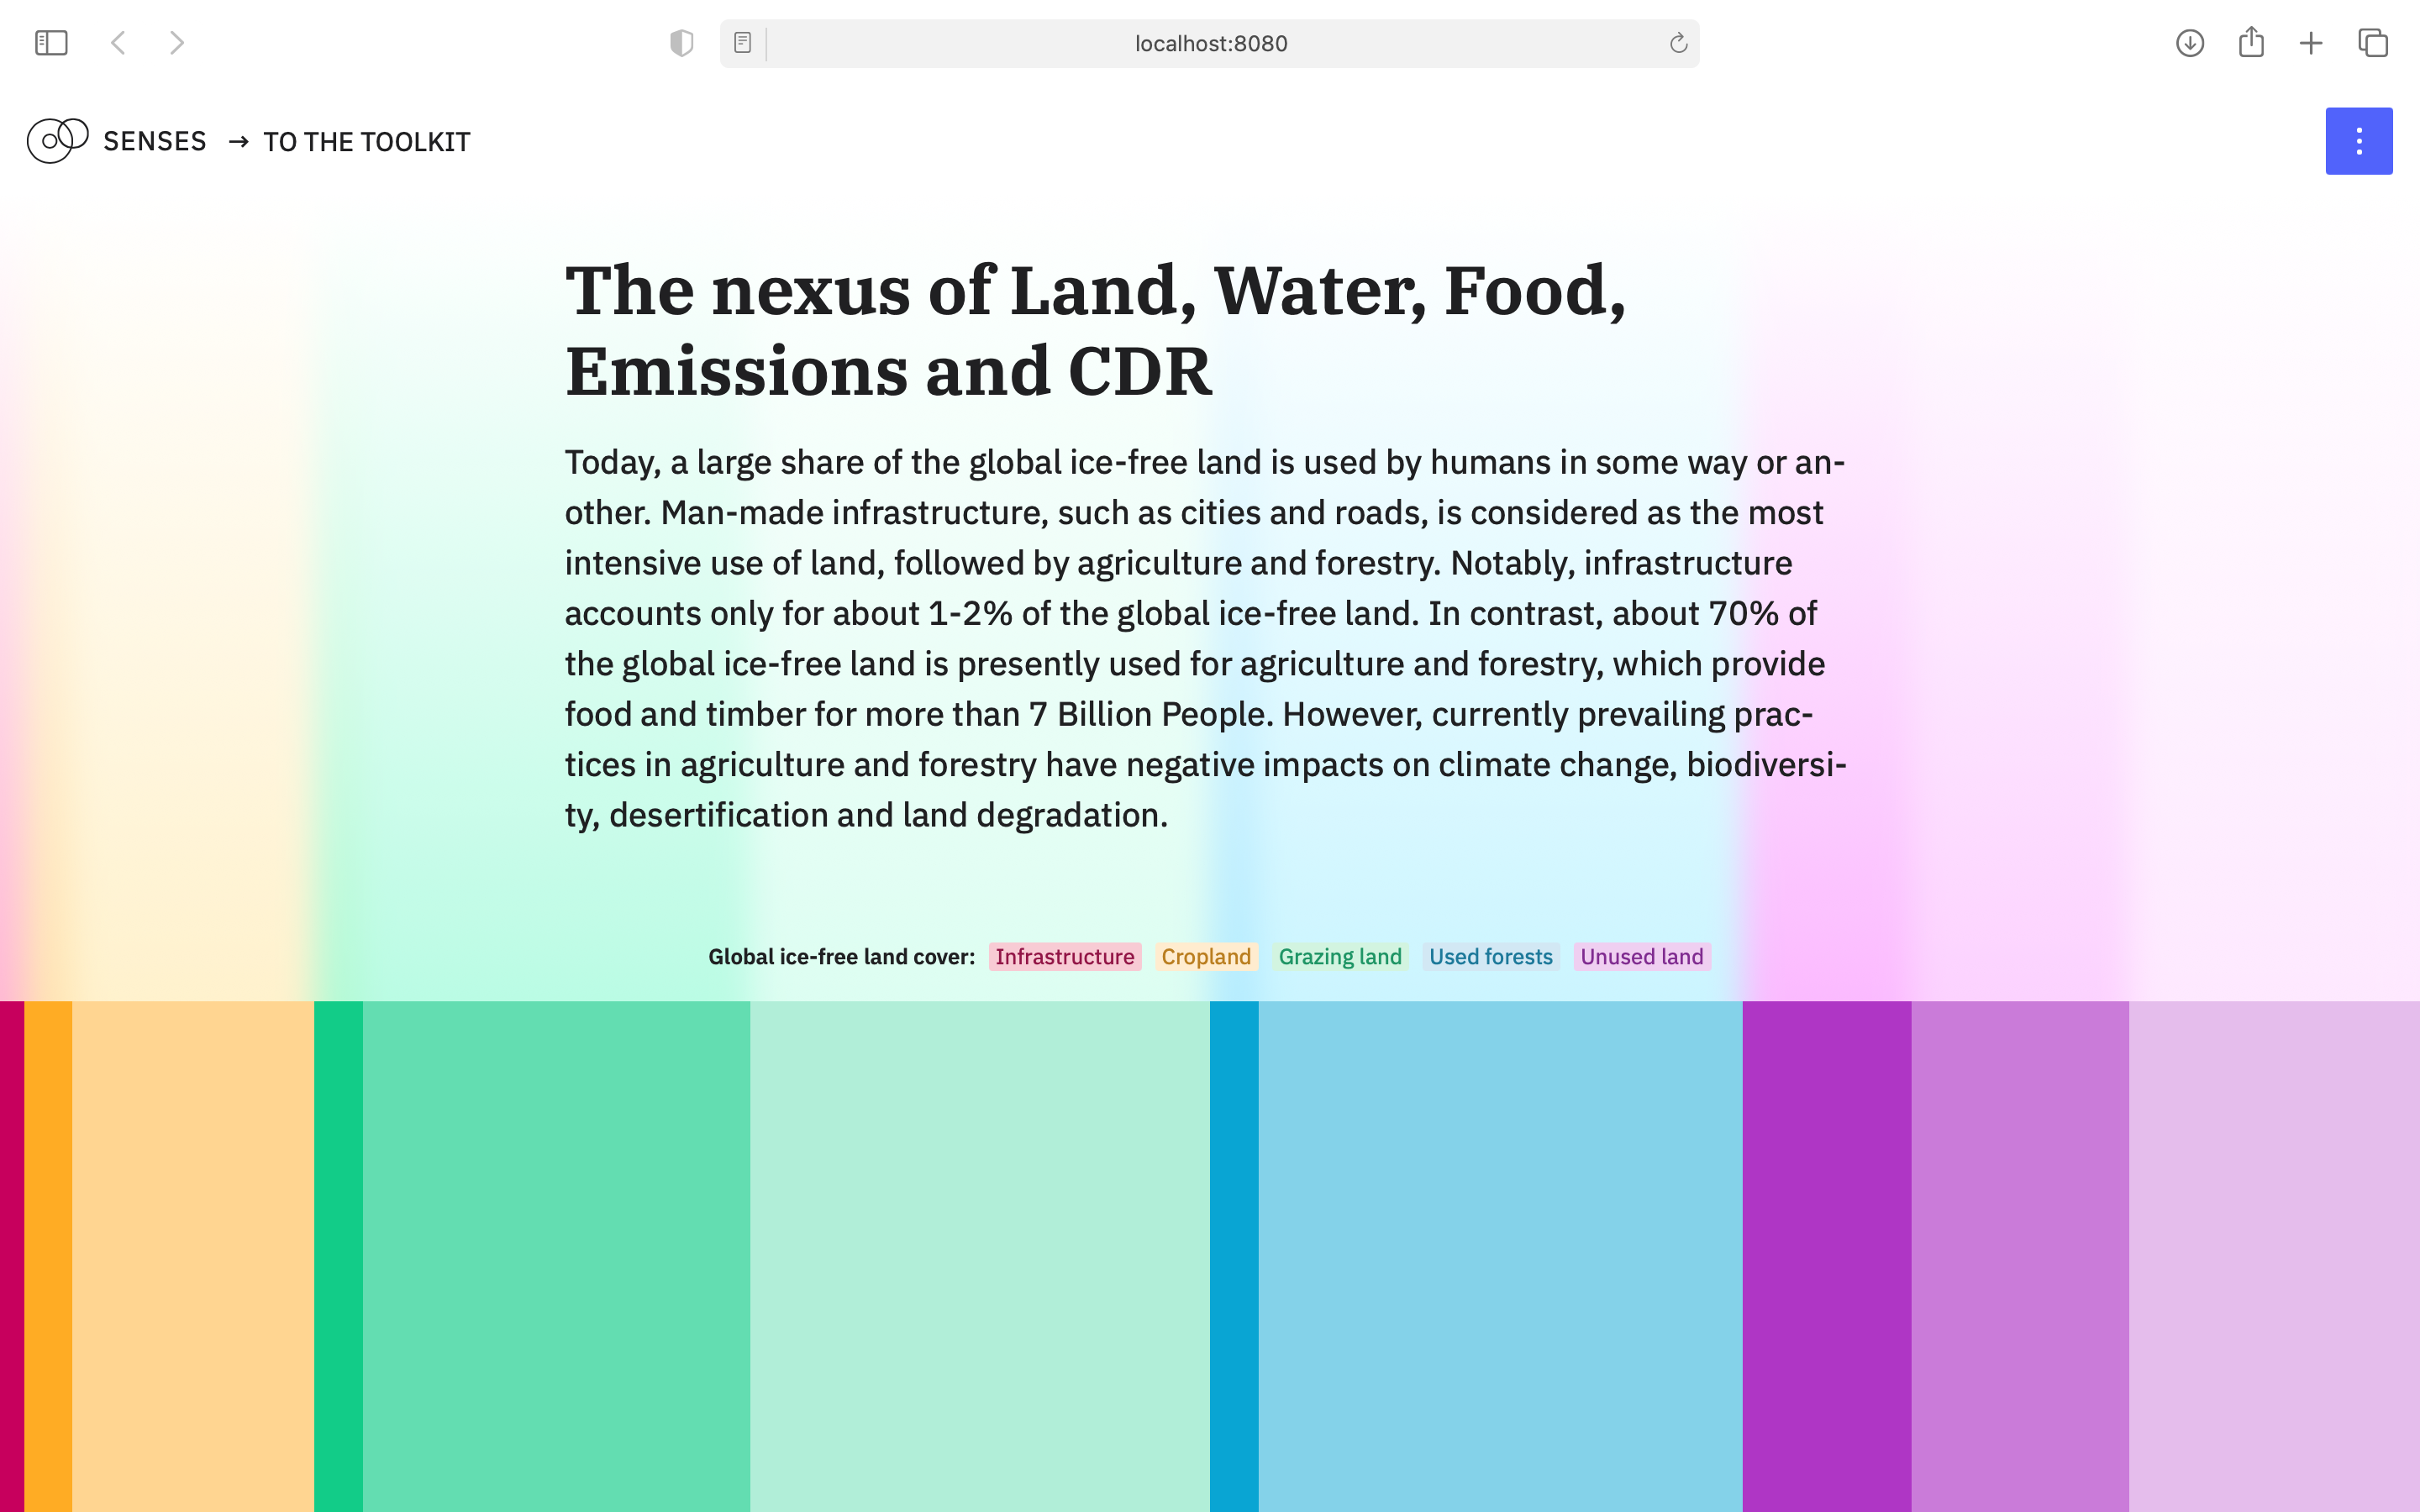 localhost:8080
SENSES → TO THE TOOLKIT
The nexus of Land, Water, Food,
Emissions and CDR
Today, a large share of the global ice-free land is used by humans in some way or an-
other. Man-made infrastructure, such as cities and roads, is considered as the most
intensive use of land, followed by agriculture and forestry. Notably, infrastructure
accounts only for about 1-2% of the global ice-free land. In contrast, about 70% of
the global ice-free land is presently used for agriculture and forestry, which provide
food and timber for more than 7 Billion People. However, currently prevailing prac-
tices in agriculture and forestry have negative impacts on climate change, biodiversi-
ty, desertification and land degradation.
Global ice-free land cover: Infrastructure Cropland Grazing land Used forests Unused land